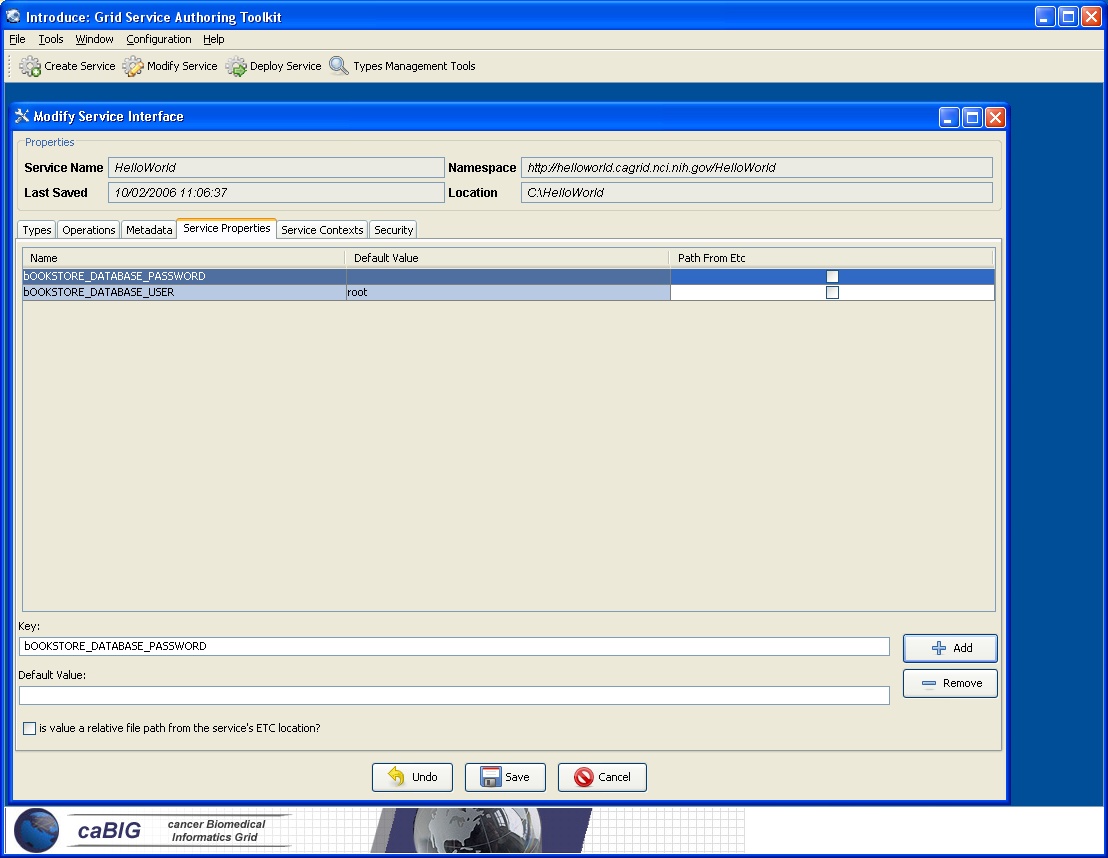 Introduce: Grid Service Authoring Toolkit
File Tools Window Configuration Help
Create Service Modify Service Deploy Service Types Management Tools
Modify Service Interface
Properties
Service Name HelloWorld Namespace http://helloworld.cagrid.nci.nih.gov/HelloWorld
Last Saved 10/02/2006 11:06:37 Location C:\HelloWorld
Types Operations Metadata Service Properties Service Contexts Security
Name Default Value Path From Etc
bOOKSTORE_DATABASE_PASSWORD
bOOKSTORE_DATABASE_USER root
Key:
bOOKSTORE_DATABASE_PASSWORD
Add
Default Value:
Remove
is value a relative file path from the service's ETC location?
Undo Save Cancel
caBIG cancer Biomedical
Informatics Grid